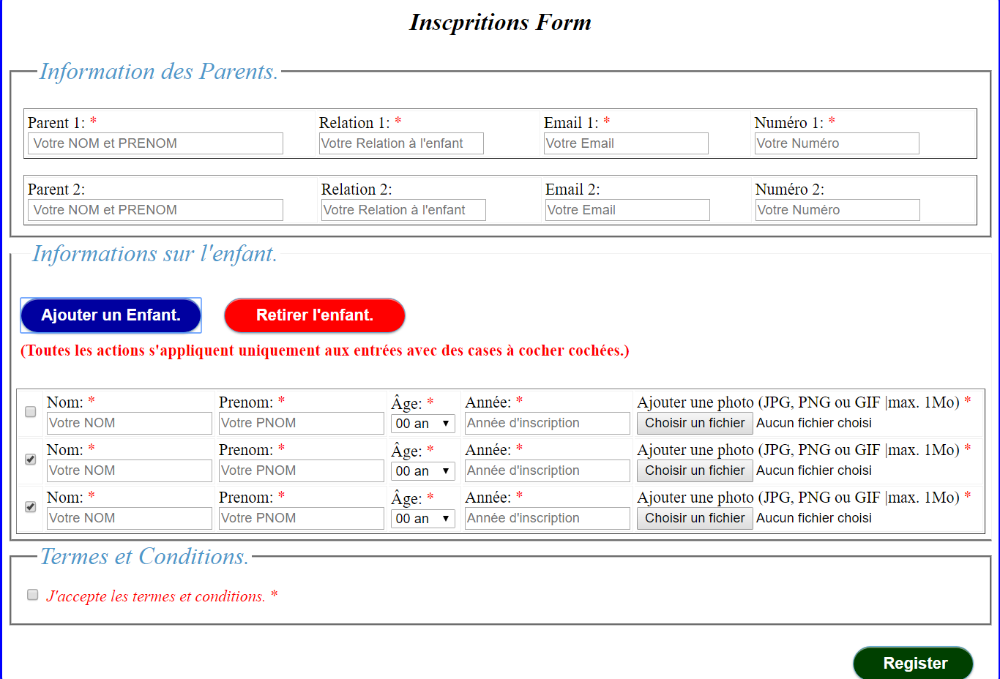 Inscpritions Form
Information des Parents.
Parent 1: * Relation 1: * Email 1: * Numéro 1: *
Votre NOM et PRENOM Votre Relation à l'enfant Votre Email Votre Numéro
Parent 2: Relation 2: Email 2: Numéro 2:
Votre NOM et PRENOM Votre Relation à l'enfant Votre Email Votre Numéro
Informations sur l'enfant.
Ajouter un Enfant. Retirer l'enfant.
(Toutes les actions s'appliquent uniquement aux entrées avec des cases à cocher cochées.)
Nom: * Prenom: * Âge: * Année: * Ajouter une photo (JPG, PNG ou GIF |max. 1Mo) *
Votre NOM Votre PNOM 00 an Année d'inscription Choisir un fichier Aucun fichier choisi
Nom: * Prenom: * Âge: * Année: * Ajouter une photo (JPG, PNG ou GIF |max. 1Mo) *
Votre NOM Votre PNOM 00 an Année d'inscription Choisir un fichier Aucun fichier choisi
Nom: * Prenom: * Âge: * Année: * Ajouter une photo (JPG, PNG ou GIF |max. 1Mo) *
Votre NOM Votre PNOM 00 an Année d'inscription Choisir un fichier Aucun fichier choisi
Termes et Conditions.
J'accepte les termes et conditions. *
Register